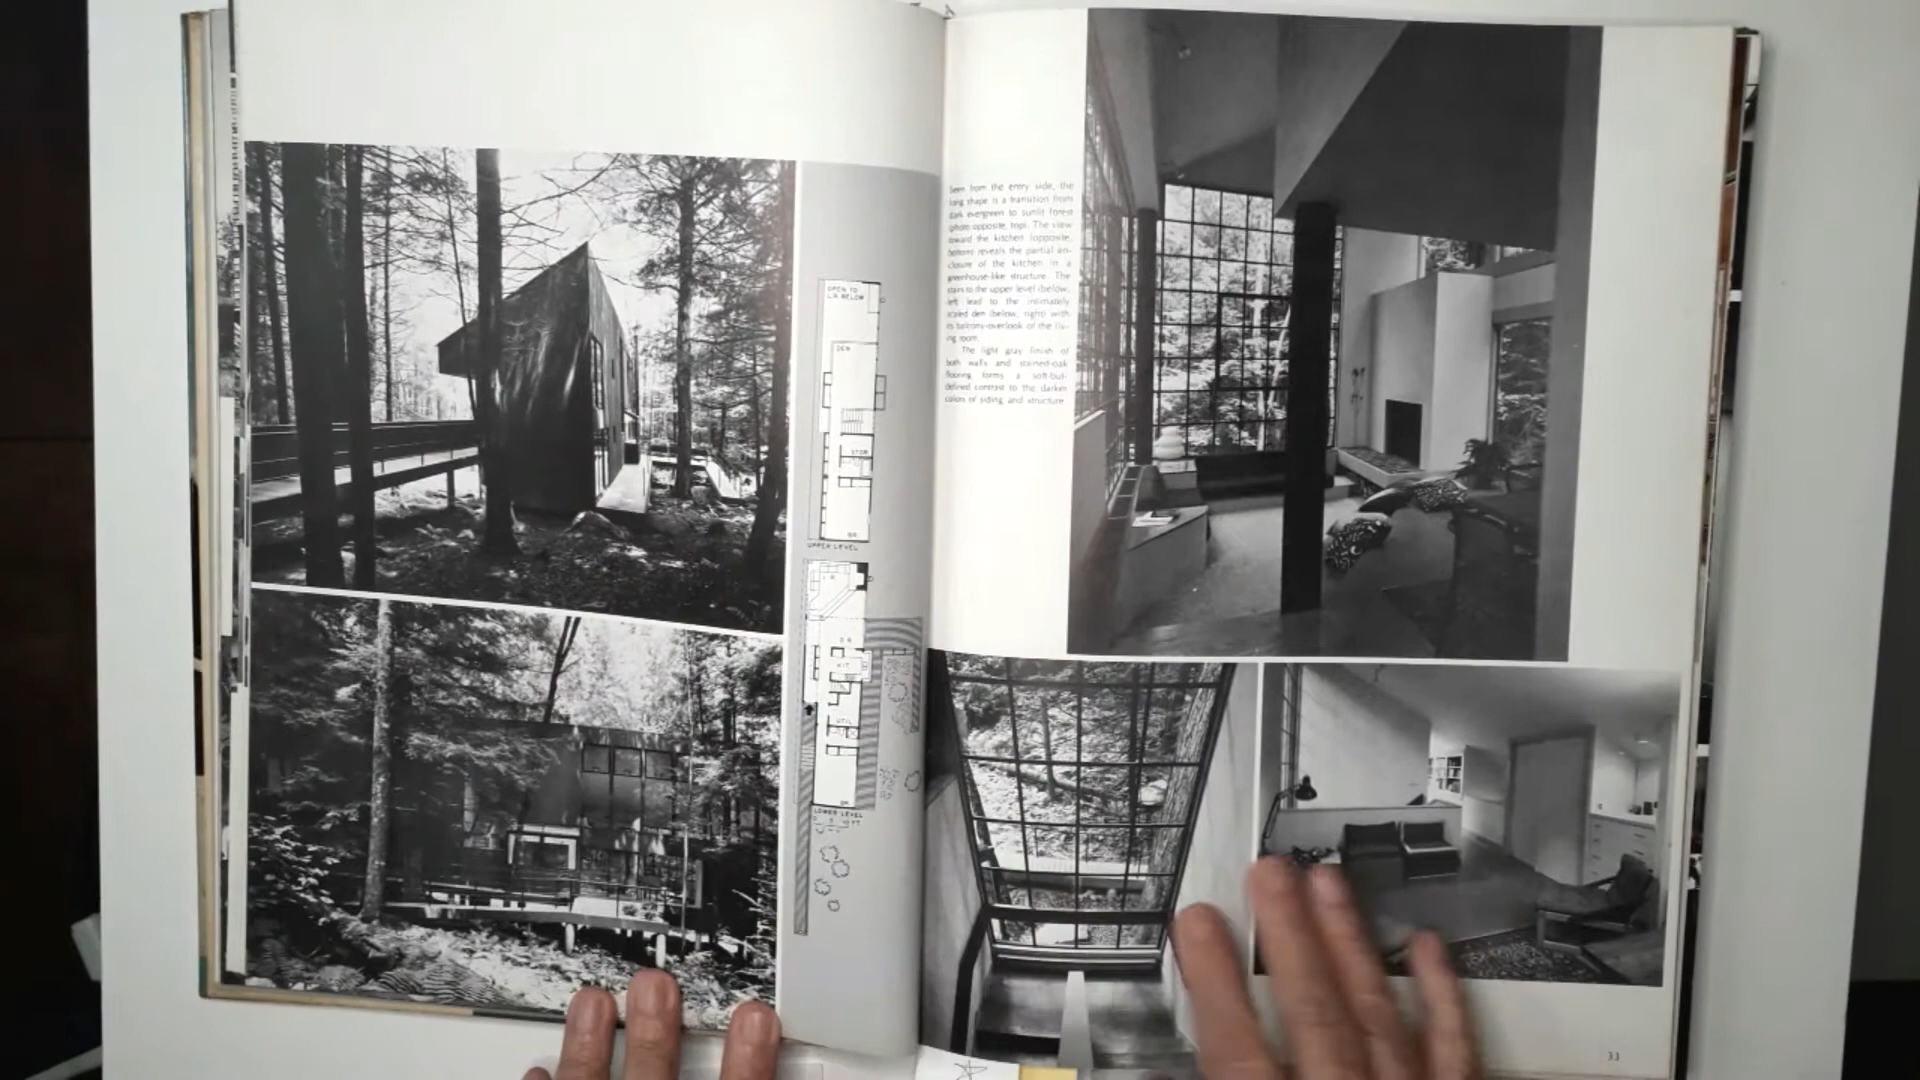 OPEN TO
L.R. BELOW
DEN
STOR
BR.
UPPER LEVEL
L.R.
D.R.
KIT.
UTIL.
BR.
LOWER LEVEL
Seen from the entry side, the
long shape is a transition from
dark evergreen to sunlit forest
(photo opposite, top). The view
toward the kitchen (opposite,
bottom) reveals the partial en-
closure of the kitchen in a
greenhouse-like structure. The
stairs to the upper level (below,
left) lead to the intimately
scaled den (below, right) with
its balcony-overlook of the liv-
ing room.
The light gray finish of
both walls and stained-oak
flooring forms a soft-but-
defined contrast to the darker
colors of siding and structure
33